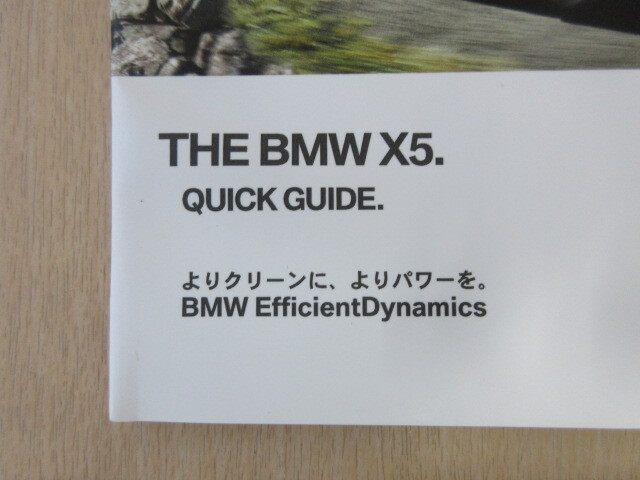 THE BMW X5.
QUICK GUIDE.
よりクリーンに、よりパワーを。
BMW EfficientDynamics